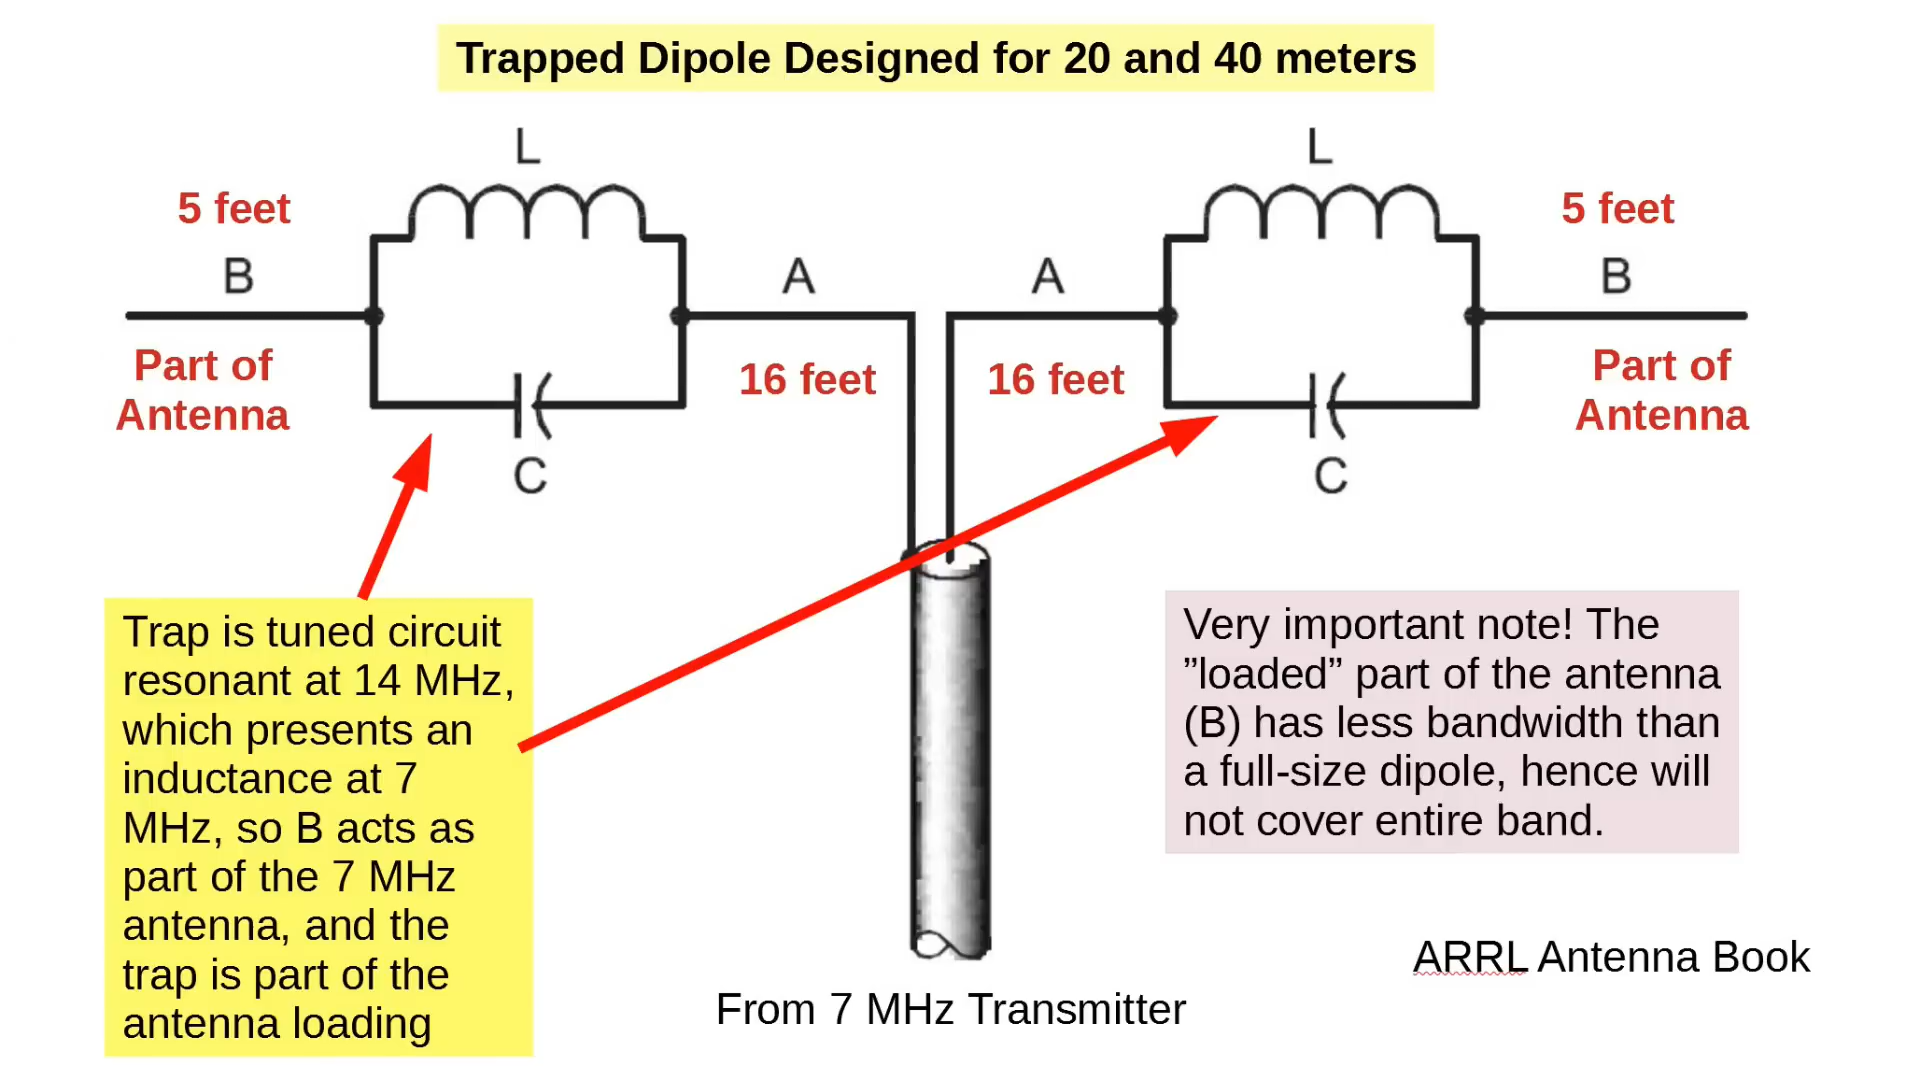 Trapped Dipole Designed for 20 and 40 meters
L
L
5 feet
5 feet
B
A
A
B
Part of
Antenna
16 feet
16 feet
Part of
Antenna
C
C
Trap is tuned circuit
resonant at 14 MHz,
which presents an
inductance at 7
MHz, so B acts as
part of the 7 MHz
antenna, and the
trap is part of the
antenna loading
Very important note! The
”loaded” part of the antenna
(B) has less bandwidth than
a full-size dipole, hence will
not cover entire band.
ARRL Antenna Book
From 7 MHz Transmitter